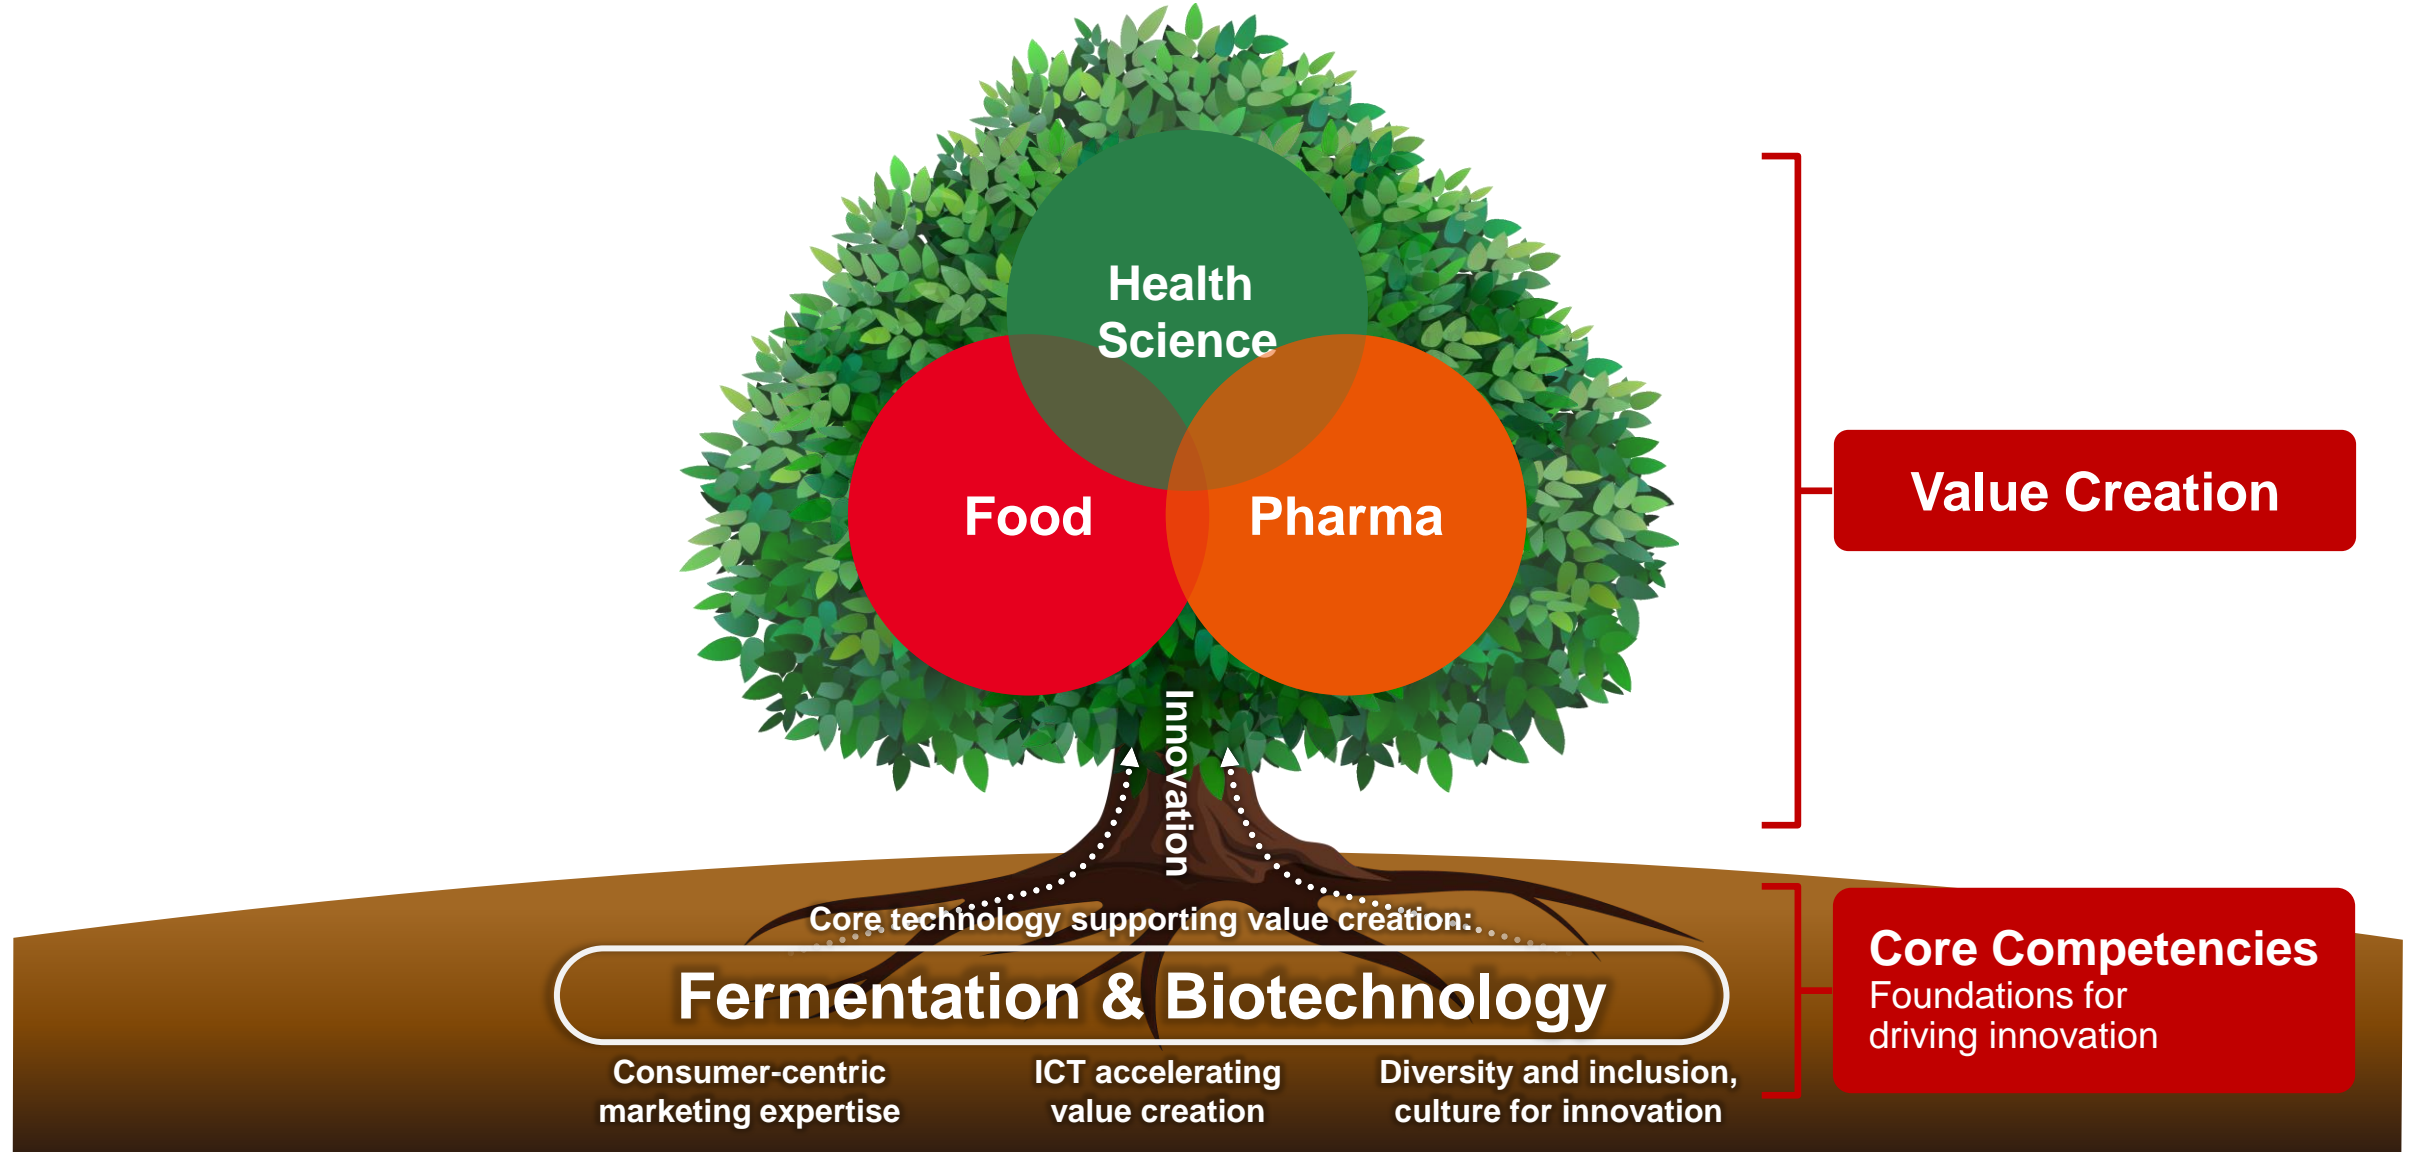 Health
Science
Food
Pharma
Value Creation
Innovation
Core technology supporting value creation:
Fermentation & Biotechnology
Consumer-centric
marketing expertise
ICT accelerating
value creation
Diversity and inclusion,
culture for innovation
Core Competencies
Foundations for
driving innovation